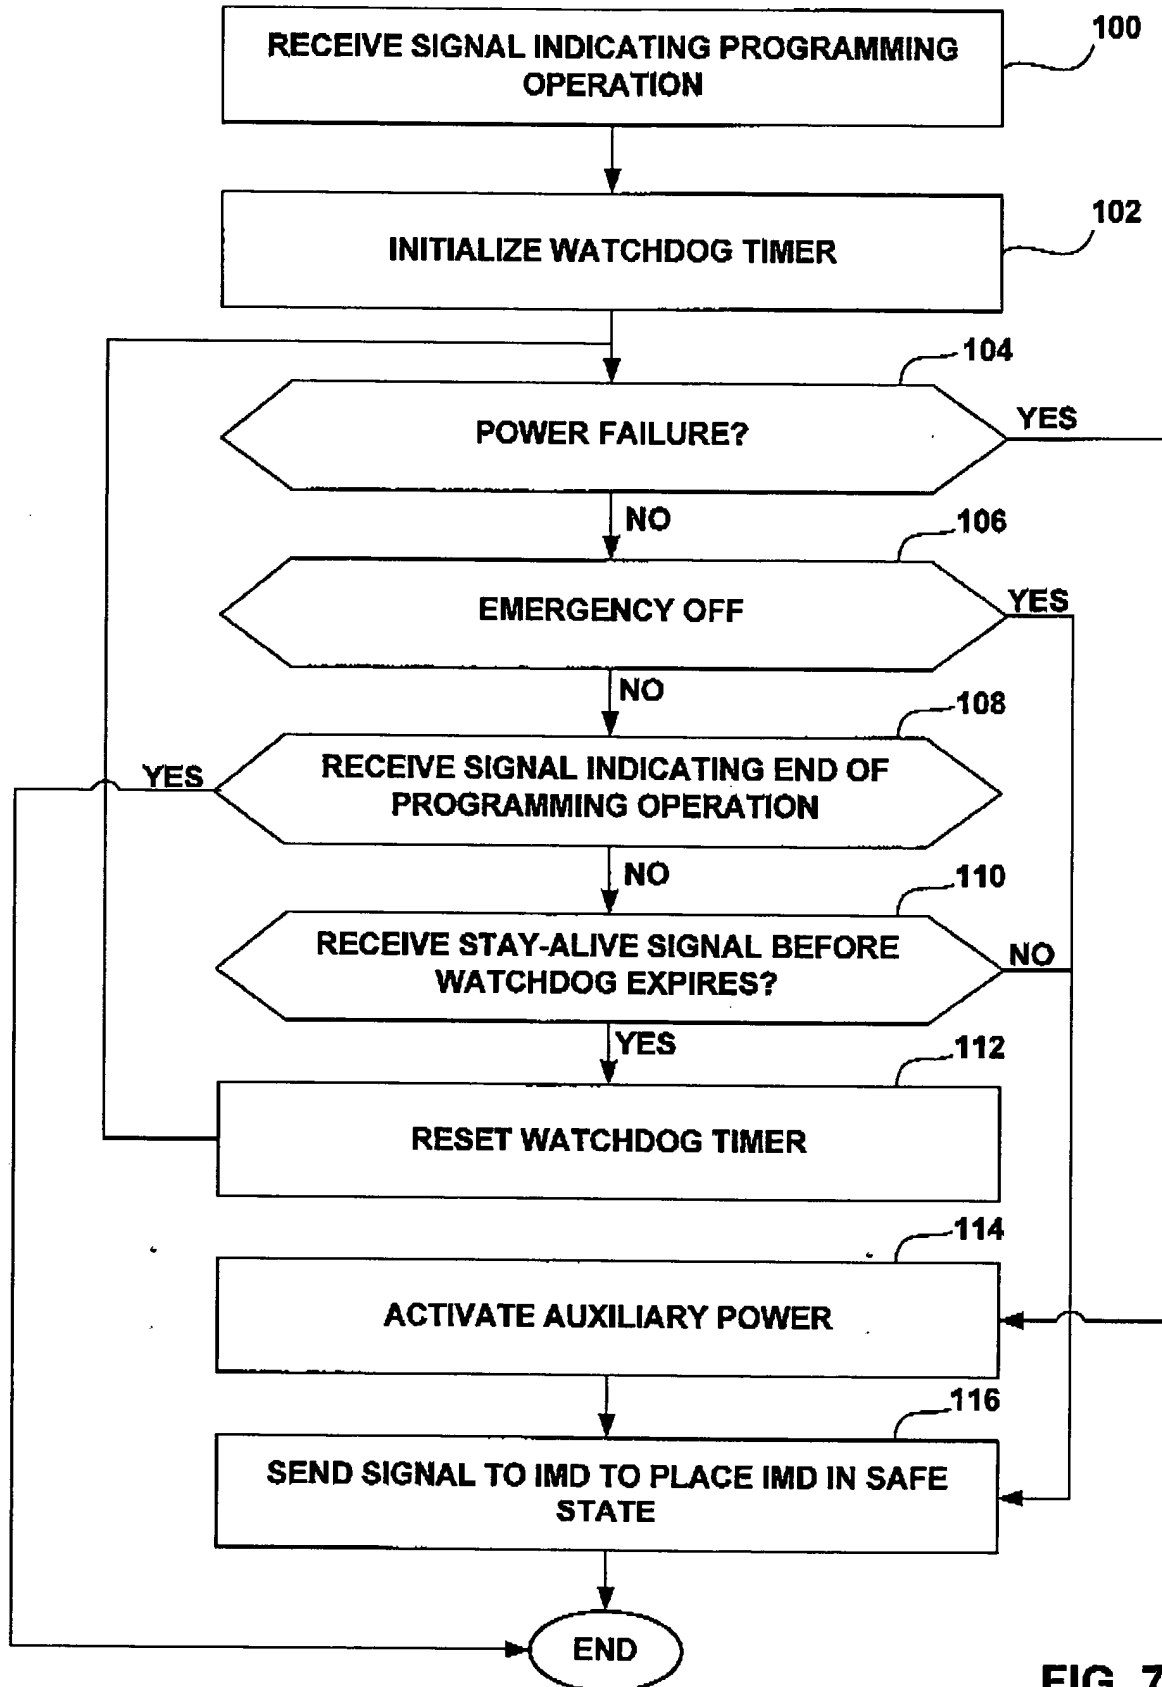 RECEIVE SIGNAL INDICATING PROGRAMMING
OPERATION
100
INITIALIZE WATCHDOG TIMER
102
104
POWER FAILURE?
YES
NO
106
EMERGENCY OFF
YES
NO
108
YES
RECEIVE SIGNAL INDICATING END OF
PROGRAMMING OPERATION
NO
110
RECEIVE STAY-ALIVE SIGNAL BEFORE
WATCHDOG EXPIRES?
NO
YES
112
RESET WATCHDOG TIMER
114
ACTIVATE AUXILIARY POWER
116
SEND SIGNAL TO IMD TO PLACE IMD IN SAFE
STATE
END
FIG. 7